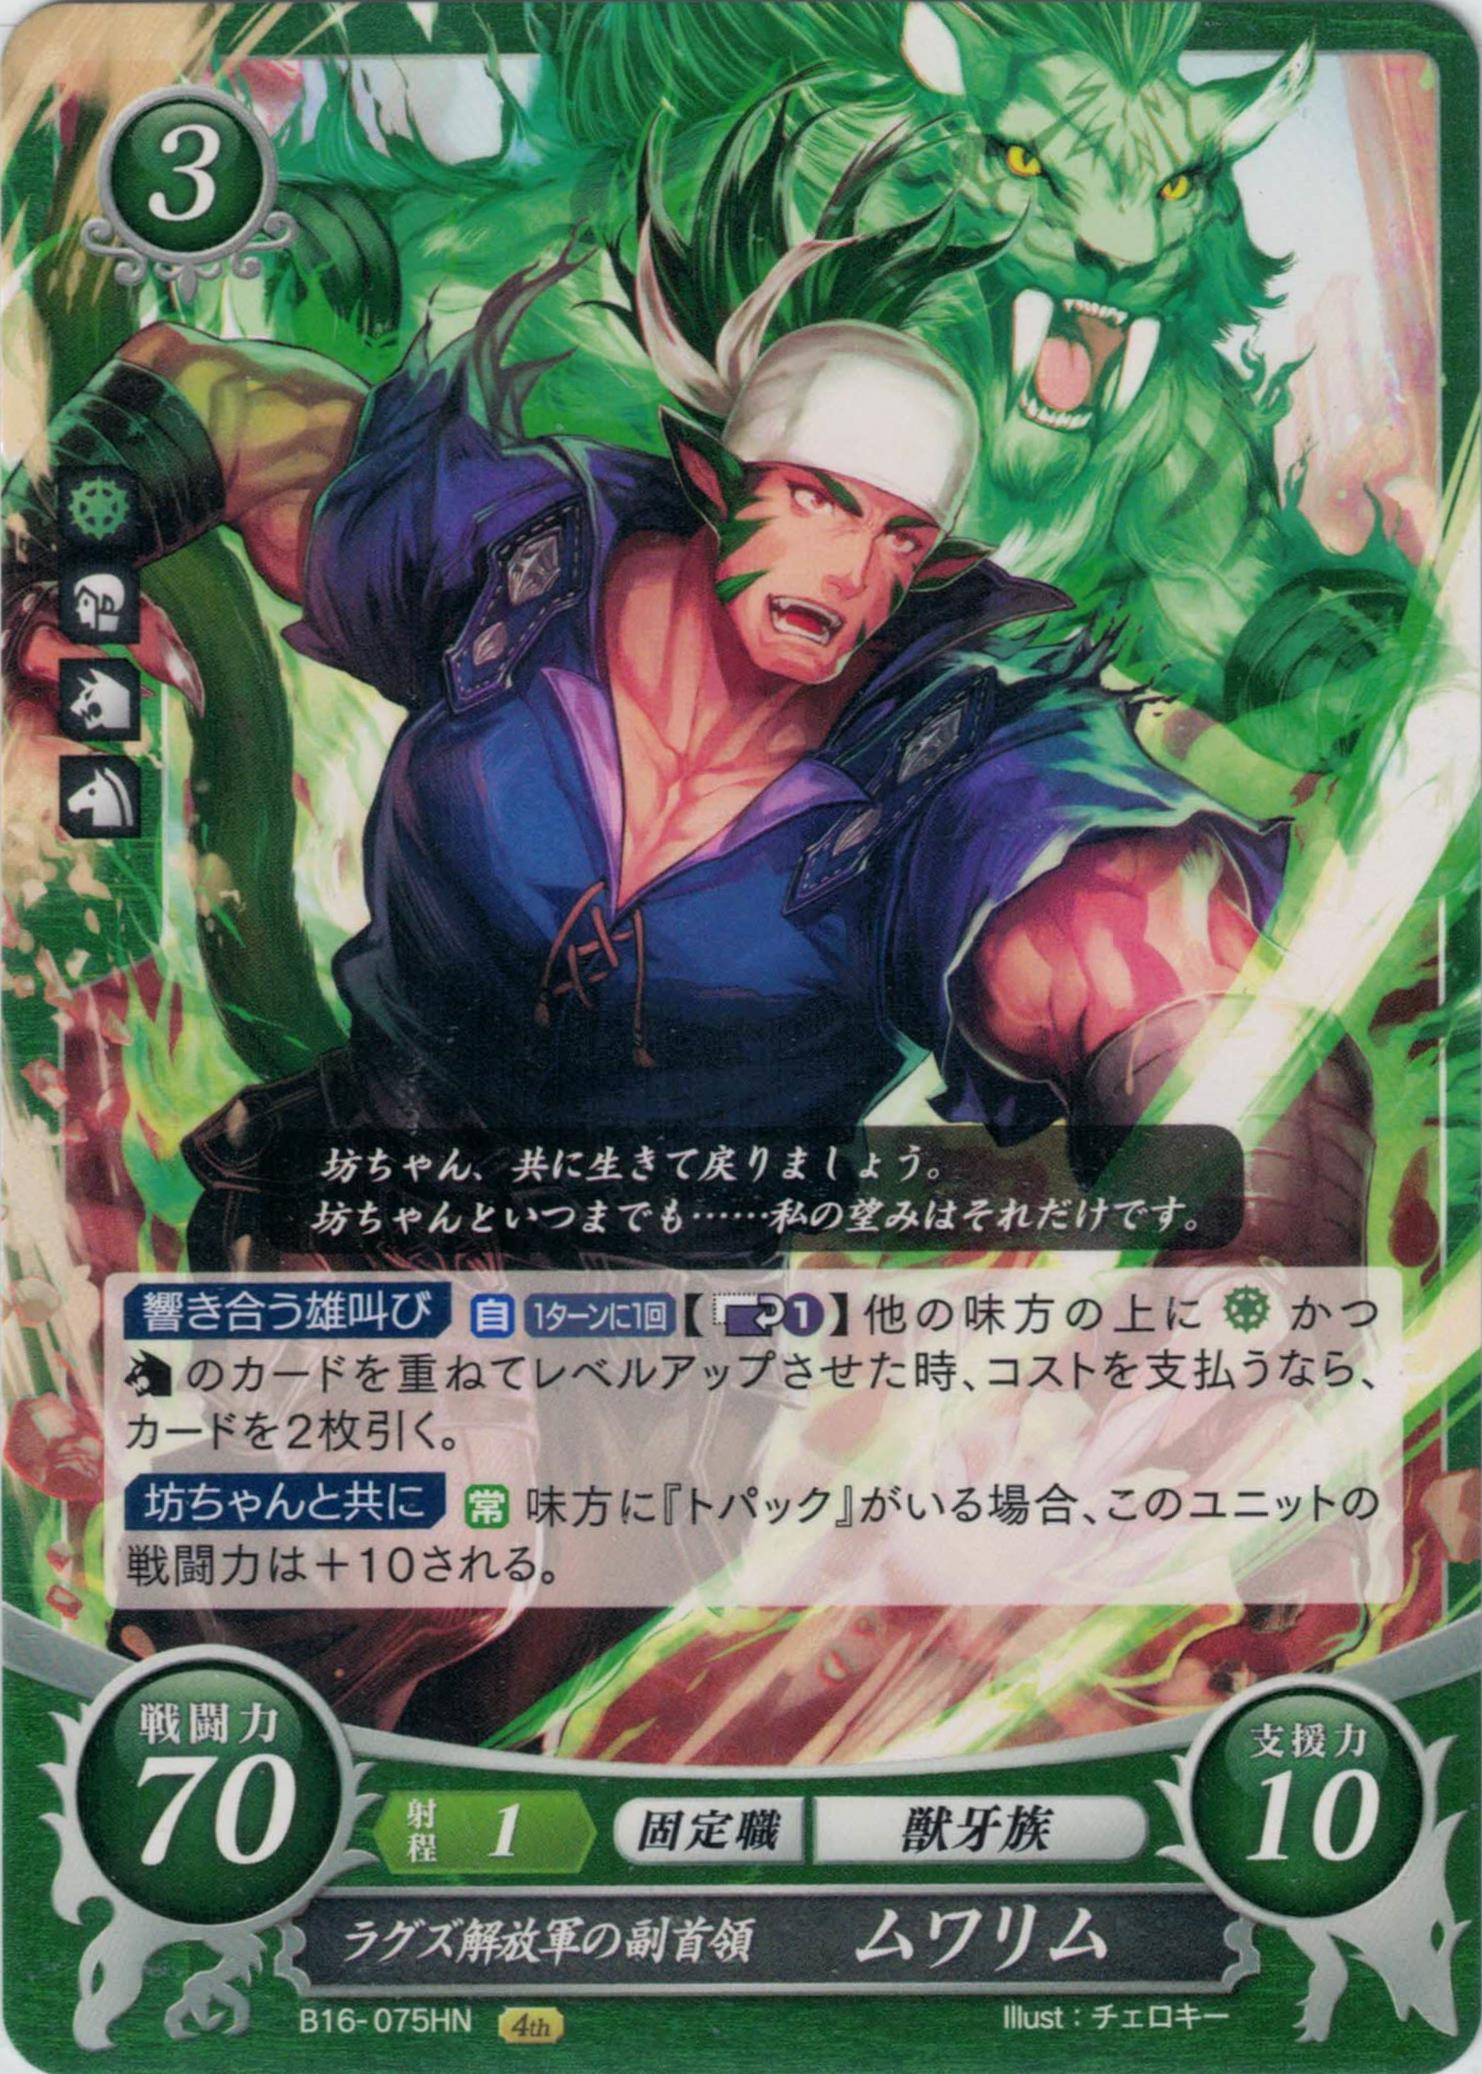 3
坊ちゃん、共に生きて戻りましょう。
坊ちゃんといつまでも……私の望みはそれだけです。
響き合う雄叫び 自 1ターンに1回【1】他の味方の上に かつ
のカードを重ねてレベルアップさせた時、コストを支払うなら、
カードを2枚引く。
坊ちゃんと共に 常 味方に『トパック』がいる場合、このユニットの
戦闘力は+10される。
戦闘力
70
射程 1
固定職 獣牙族
支援力
10
ラグズ解放軍の副首領 ムワリム
B16-075HN 4th Illust:チェロキー